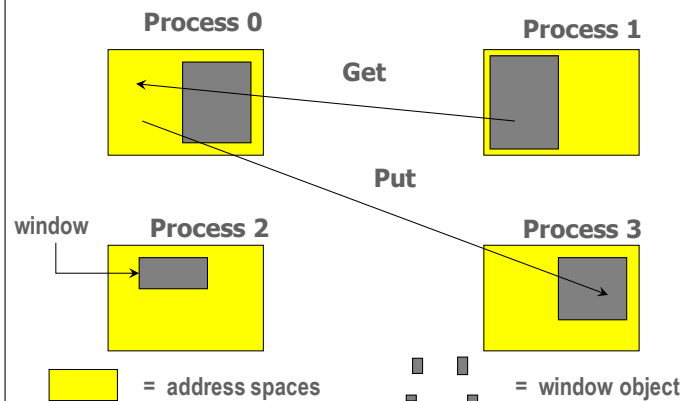 Process 0
Process 1
Get
Put
window
Process 2
Process 3
= address spaces
= window object